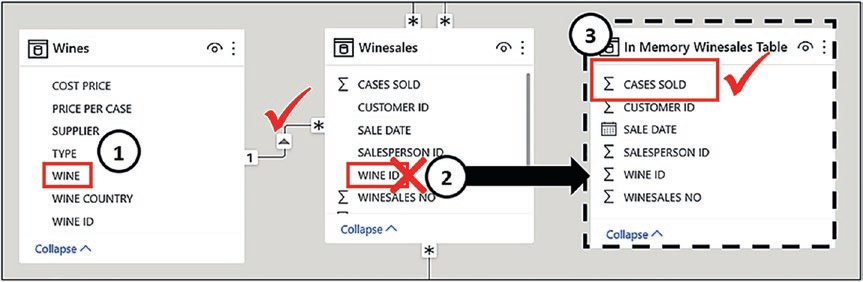 Wines
COST PRICE
PRICE PER CASE
SUPPLIER
TYPE
WINE
WINE COUNTRY
WINE ID
Collapse
1
1
*
*
*
Winesales
CASES SOLD
CUSTOMER ID
SALE DATE
SALESPERSON ID
WINE ID
WINESALES NO
Collapse
*
2
3
In Memory Winesales Table
Σ CASES SOLD
Σ CUSTOMER ID
SALE DATE
Σ SALESPERSON ID
Σ WINE ID
Σ WINESALES NO
Collapse